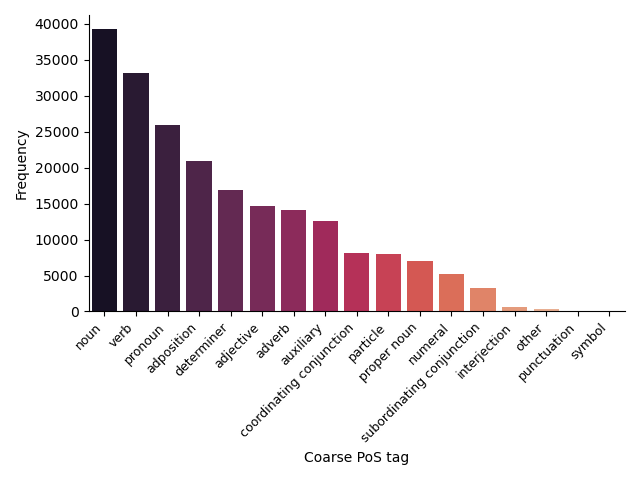 40000
35000
30000
25000
20000
15000
10000
5000
0
Frequency
noun
verb
pronoun
adposition
determiner
adjective
adverb
auxiliary
coordinating conjunction
particle
proper noun
numeral
subordinating conjunction
interjection
other
punctuation
symbol
Coarse PoS tag